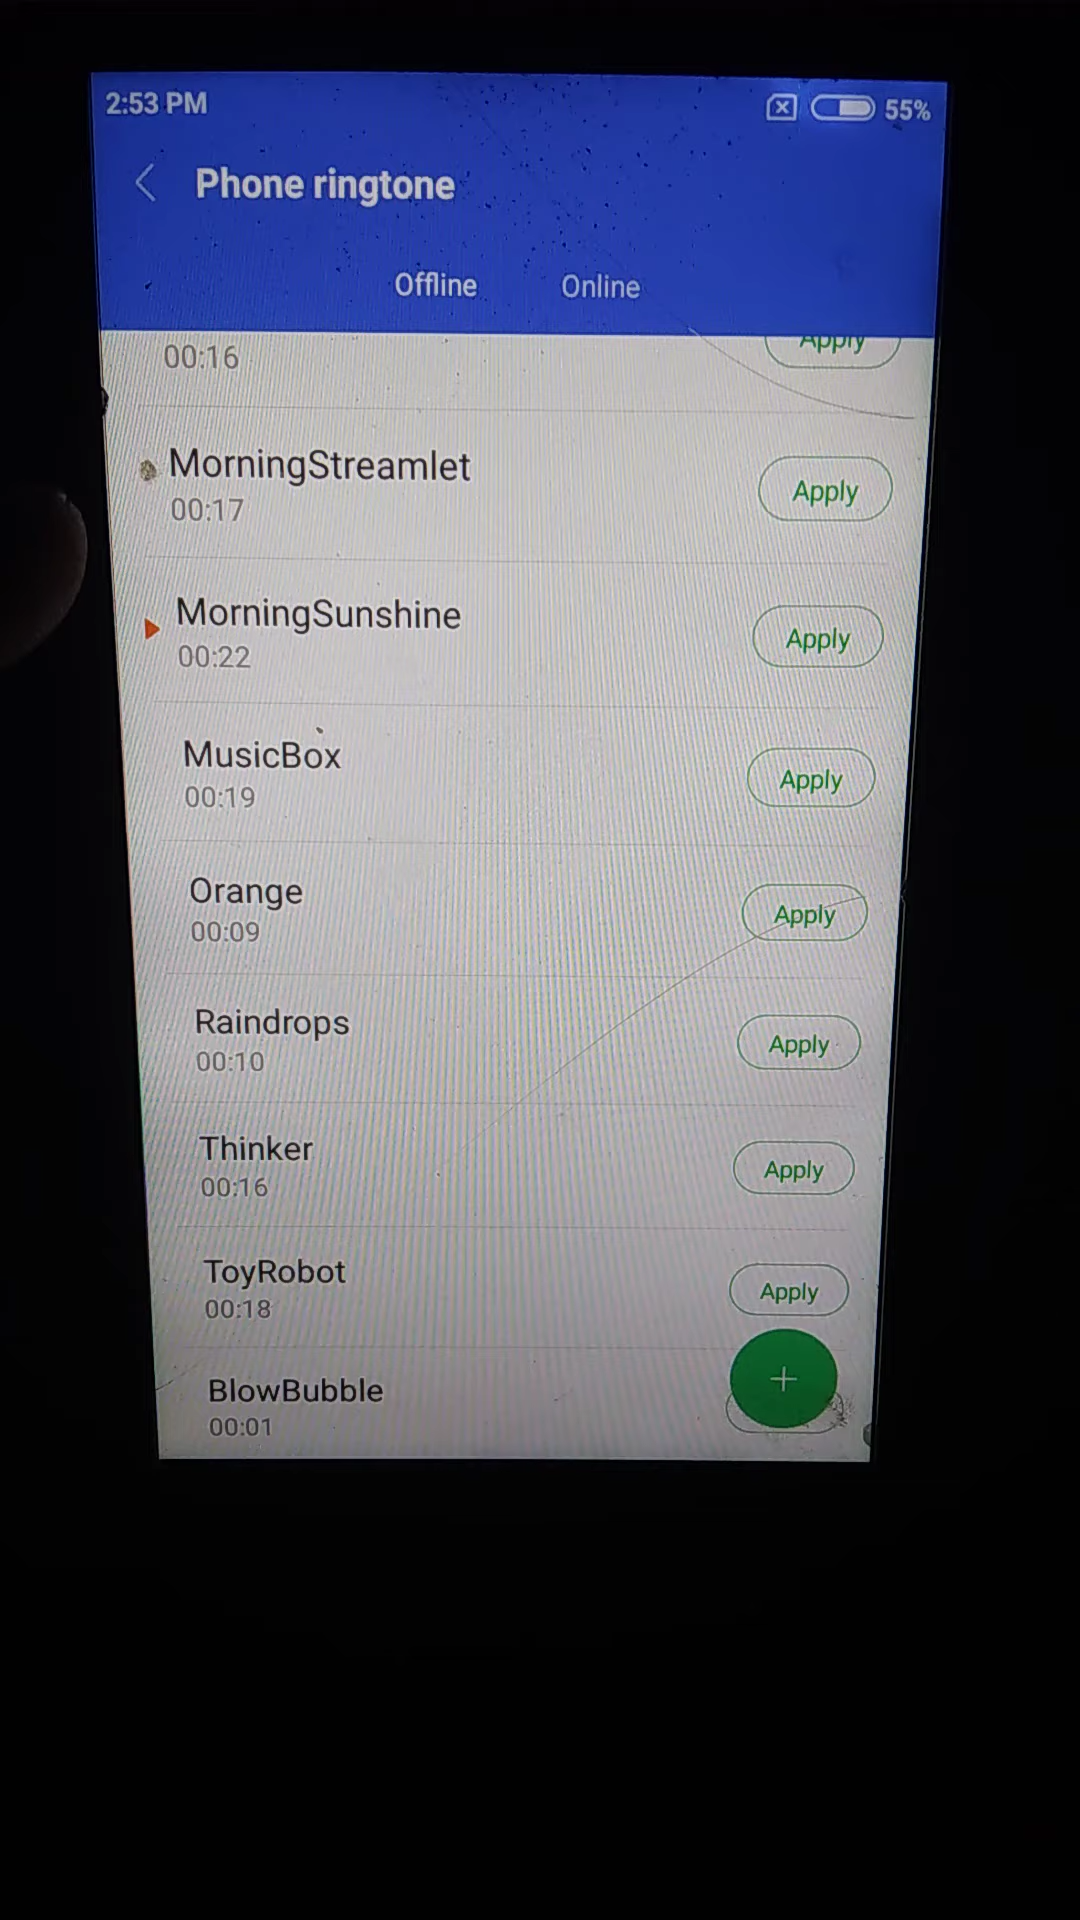 2:53 PM
55%
Phone ringtone
Offline
Online
00:16
Apply
MorningStreamlet
00:17
Apply
MorningSunshine
00:22
Apply
MusicBox
00:19
Apply
Orange
00:09
Apply
Raindrops
00:10
Apply
Thinker
00:16
Apply
ToyRobot
00:18
Apply
BlowBubble
00:01